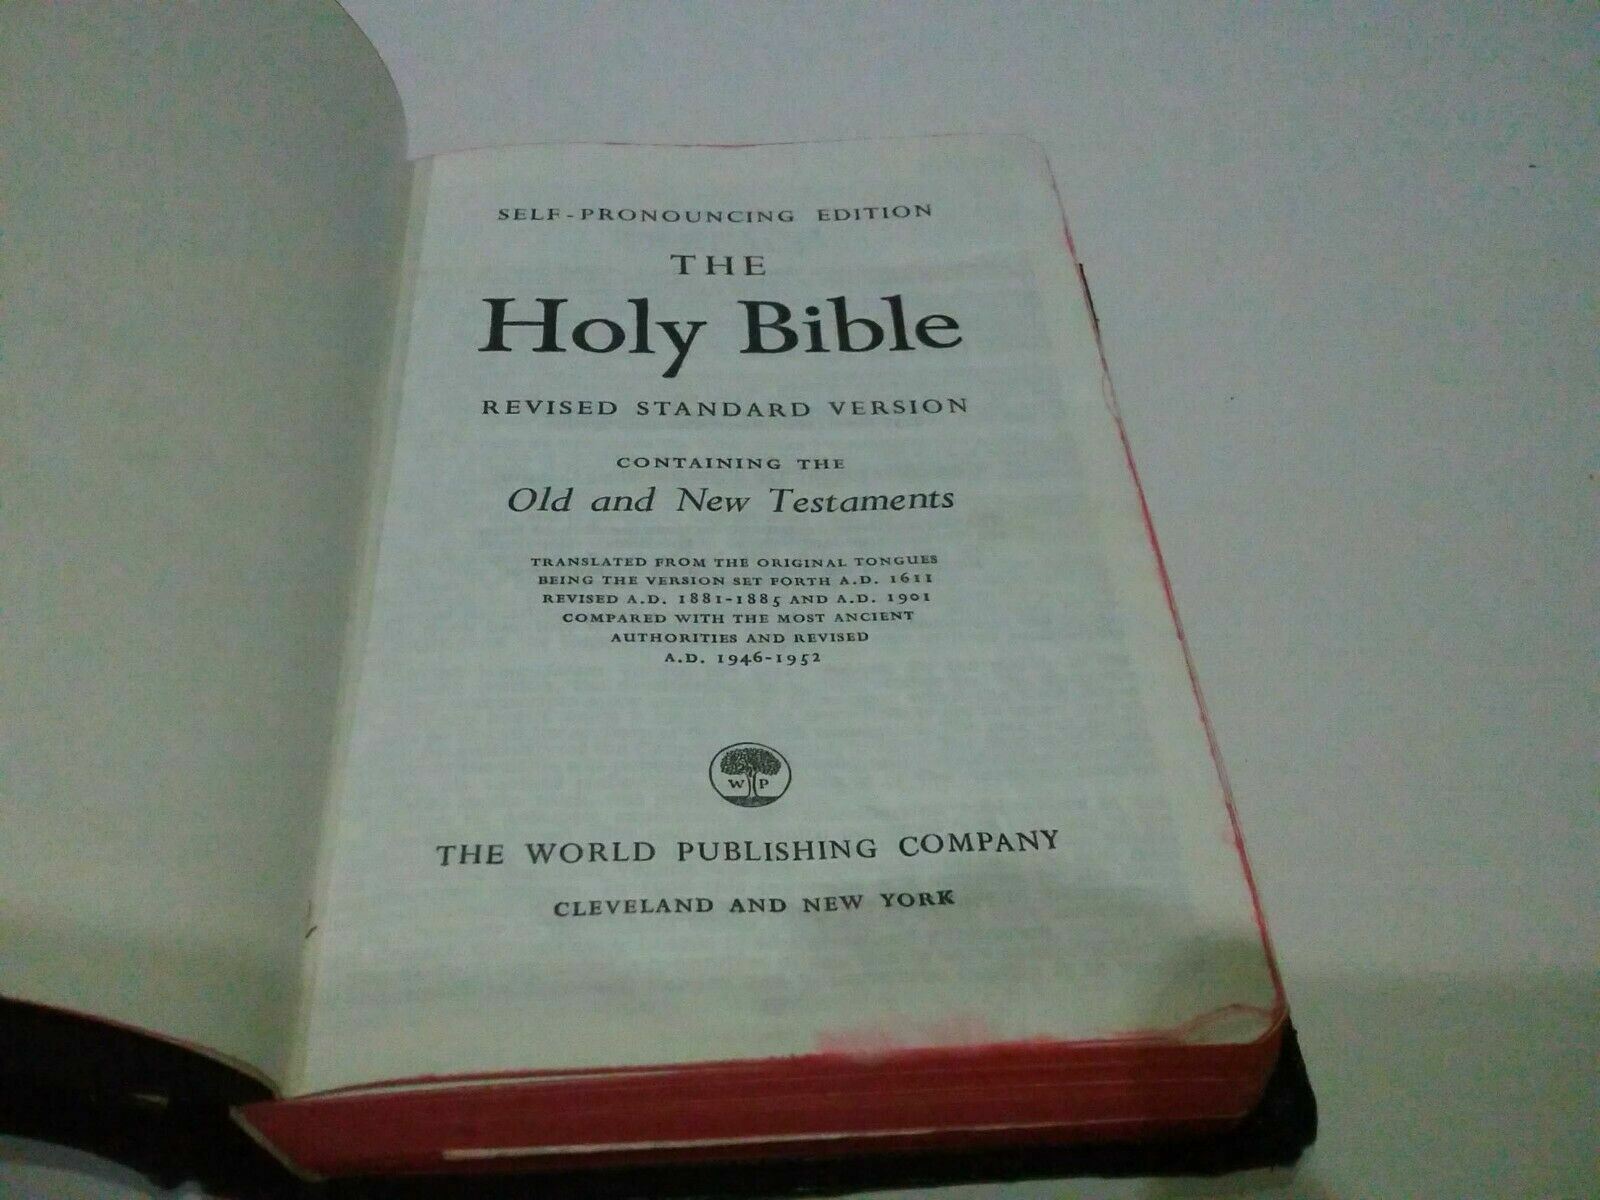 SELF-PRONOUNCING EDITION
THE
Holy Bible
REVISED STANDARD VERSION
CONTAINING THE
Old and New Testaments
TRANSLATED FROM THE ORIGINAL TONGUES
BEING THE VERSION SET FORTH A.D. 1611
REVISED A.D. 1881-1885 AND A.D. 1901
COMPARED WITH THE MOST ANCIENT
AUTHORITIES AND REVISED
A.D. 1946-1952
W P
THE WORLD PUBLISHING COMPANY
CLEVELAND AND NEW YORK